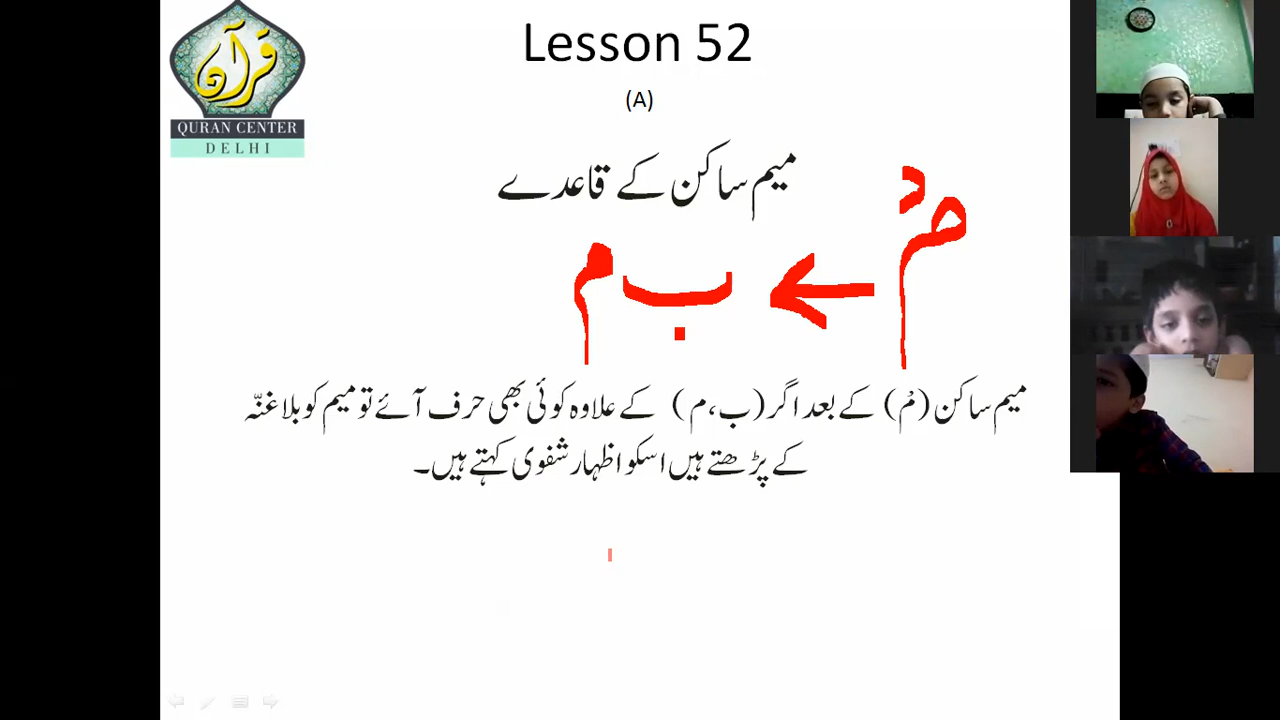 قرآن
QURAN CENTER
DELHI
Lesson 52
(A)
میم ساکن کے قاعدے
مْ ← ب م
میم ساکن (مْ) کے بعد اگر (ب،م) کے علاوہ کوئی بھی حرف آئے تو میم کو بلا غنّہ
کے پڑھتے ہیں اسکو اظہار شفوی کہتے ہیں۔